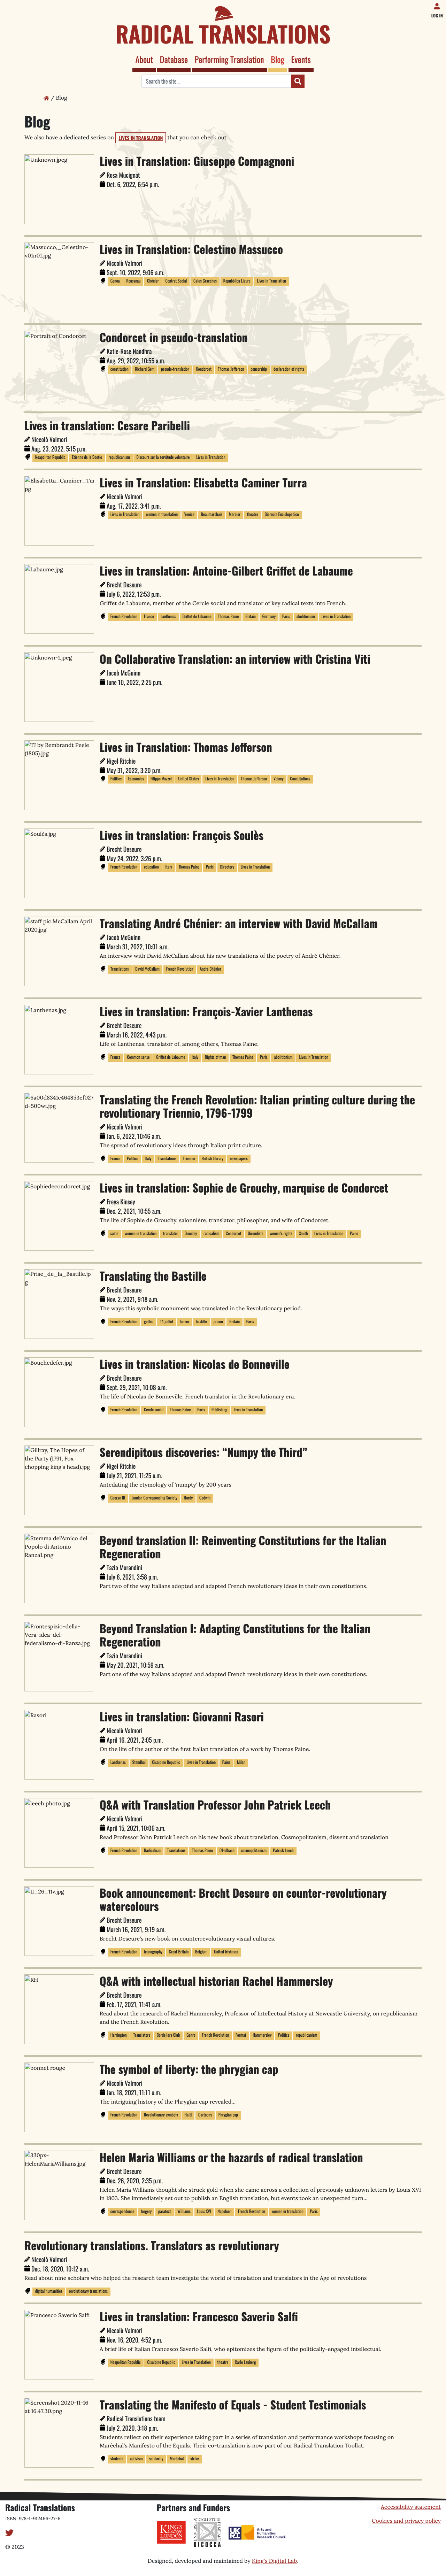 LOG IN
RADICAL TRANSLATIONS
About Database Performing Translation Blog Events
Search the site...
/ Blog
Blog
We also have a dedicated series on LIVES IN TRANSLATION that you can check out.
Unknown.jpeg
Lives in Translation: Giuseppe Compagnoni
Rosa Mucignat
Oct. 6, 2022, 6:54 p.m.
Massucco,_Celestino-v01n01.jpg
Lives in Translation: Celestino Massucco
Niccolò Valmori
Sept. 10, 2022, 9:06 a.m.
Genoa Rousseau Chénier Contrat Social Caius Gracchus Repubblica Ligure Lives in Translation
Portrait of Condorcet
Condorcet in pseudo-translation
Katie-Rose Nandhra
Aug. 29, 2022, 10:55 a.m.
constitution Richard Gem pseudo-translation Condorcet Thomas Jefferson censorship declaration of rights
Lives in translation: Cesare Paribelli
Niccolò Valmori
Aug. 23, 2022, 5:15 p.m.
Neapolitan Republic Etienne de la Boétie republicanism Discours sur la servitude volontaire Lives in Translation
Elisabetta_Caminer_Tu
pg
Lives in Translation: Elisabetta Caminer Turra
Niccolò Valmori
Aug. 17, 2022, 3:41 p.m.
Lives in Translation women in translation Venice Beaumarchais Mercier theatre Giornale Enciclopedico
Labaume.jpg
Lives in translation: Antoine-Gilbert Griffet de Labaume
Brecht Deseure
July 6, 2022, 12:53 p.m.
Griffet de Labaume, member of the Cercle social and translator of key radical texts into French.
French Revolution France Lanthenas Griffet de Labaume Thomas Paine Britain Germany Paris abolitionism Lives in Translation
Unknown-1.jpeg
On Collaborative Translation: an interview with Cristina Viti
Jacob McGuinn
June 10, 2022, 2:25 p.m.
TJ by Rembrandt Peele (1805).jpg
Lives in Translation: Thomas Jefferson
Nigel Ritchie
May 31, 2022, 3:20 p.m.
Politics Economics Filippo Mazzei United States Lives in Translation Thomas Jefferson Volney Constitutions
Soulés.jpg
Lives in translation: François Soulès
Brecht Deseure
May 24, 2022, 3:26 p.m.
French Revolution education Italy Thomas Paine Paris Directory Lives in Translation
staff pic McCallam April 2020.jpg
Translating André Chénier: an interview with David McCallam
Jacob McGuinn
March 31, 2022, 10:01 a.m.
An interview with David McCallam about his new translations of the poetry of André Chénier.
Translations David McCallam French Revolution André Chénier
Lanthenas.jpg
Lives in translation: François-Xavier Lanthenas
Brecht Deseure
March 16, 2022, 4:43 p.m.
Life of Lanthenas, translator of, among others, Thomas Paine.
France Common sense Griffet du Labaume Italy Rights of man Thomas Paine Paris abolitionism Lives in Translation
6a00d8341c464853ef027
d-500wi.jpg
Translating the French Revolution: Italian printing culture during the revolutionary Triennio, 1796-1799
Niccolò Valmori
Jan. 6, 2022, 10:46 a.m.
The spread of revolutionary ideas through Italian print culture.
France Politics Italy Translations Triennio British Library newspapers
Sophiedecondorcet.jpg
Lives in translation: Sophie de Grouchy, marquise de Condorcet
Freya Kinsey
Dec. 2, 2021, 10:55 a.m.
The life of Sophie de Grouchy, salonnière, translator, philosopher, and wife of Condorcet.
salon women in translation translator Grouchy radicalism Condorcet Girondists women's rights Smith Lives in Translation Paine
Prise_de_la_Bastille.jp
g
Translating the Bastille
Brecht Deseure
Nov. 2, 2021, 9:18 a.m.
The ways this symbolic monument was translated in the Revolutionary period.
French Revolution gothic 14 juillet horror bastille prison Britain Paris
Bouchedefer.jpg
Lives in translation: Nicolas de Bonneville
Brecht Deseure
Sept. 29, 2021, 10:08 a.m.
The life of Nicolas de Bonneville, French translator in the Revolutionary era.
French Revolution Cercle social Thomas Paine Paris Publishing Lives in Translation
Gillray, The Hopes of the Party (1791, Fox chopping king's head).jpg
Serendipitous discoveries: “Numpy the Third”
Nigel Ritchie
July 21, 2021, 11:25 a.m.
Antedating the etymology of 'numpty' by 200 years
George III London Corresponding Society Hardy Godwin
Stemma del'Amico del Popolo di Antonio Ranza1.png
Beyond translation II: Reinventing Constitutions for the Italian Regeneration
Tazio Morandini
July 6, 2021, 3:58 p.m.
Part two of the way Italians adopted and adapted French revolutionary ideas in their own constitutions.
Frontespizio-della-Vera-idea-del-federalismo-di-Ranza.jpg
Beyond Translation I: Adapting Constitutions for the Italian Regeneration
Tazio Morandini
May 20, 2021, 10:59 a.m.
Part one of the way Italians adopted and adapted French revolutionary ideas in their own constitutions.
Rasori
Lives in translation: Giovanni Rasori
Niccolò Valmori
April 16, 2021, 2:05 p.m.
On the life of the author of the first Italian translation of a work by Thomas Paine.
Lanthenas Stendhal Cisalpine Republic Lives in Translation Paine Milan
leech photo.jpg
Q&A with Translation Professor John Patrick Leech
Niccolò Valmori
April 15, 2021, 10:06 a.m.
Read Professor John Patrick Leech on his new book about translation, Cosmopolitanism, dissent and translation
French Revolution Radicalism Translations Thomas Paine D'Holbach cosmopolitanism Patrick Leech
11_26_11v.jpg
Book announcement: Brecht Deseure on counter-revolutionary watercolours
Brecht Deseure
March 16, 2021, 9:19 a.m.
Brecht Deseure's new book on counterrevolutionary visual cultures.
French Revolution iconography Great Britain Belgium United Irishmen
RH
Q&A with intellectual historian Rachel Hammersley
Brecht Deseure
Feb. 17, 2021, 11:41 a.m.
Read about the research of Rachel Hammersley, Professor of Intellectual History at Newcastle University, on republicanism and the French Revolution.
Harrington Translators Cordeliers Club Genre French Revolution Format Hammersley Politics republicanism
bonnet rouge
The symbol of liberty: the phrygian cap
Niccolò Valmori
Jan. 18, 2021, 11:11 a.m.
The intriguing history of the Phrygian cap revealed...
French Revolution Revolutionary symbols Haiti Cartoons Phrygian cap
330px-HelenMariaWilliams.jpg
Helen Maria Williams or the hazards of radical translation
Brecht Deseure
Dec. 26, 2020, 2:35 p.m.
Helen Maria Williams thought she struck gold when she came across a collection of previously unknown letters by Louis XVI in 1803. She immediately set out to publish an English translation, but events took an unexpected turn...
correspondence forgery paratext Williams Louis XVI Napoleon French Revolution women in translation Paris
Revolutionary translations. Translators as revolutionary
Niccolò Valmori
Dec. 18, 2020, 10:12 a.m.
Read about nine scholars who helped the research team investigate the world of translation and translators in the Age of revolutions
digital humanities revolutionary translations
Francesco Saverio Salfi
Lives in translation: Francesco Saverio Salfi
Niccolò Valmori
Nov. 16, 2020, 4:52 p.m.
A brief life of Italian Francesco Saverio Salfi, who epitomizes the figure of the politically-engaged intellectual.
Neapolitan Republic Cisalpine Republic Lives in Translation theatre Carlo Lauberg
Screenshot 2020-11-16 at 16.47.30.png
Translating the Manifesto of Equals - Student Testimonials
Radical Translations team
July 2, 2020, 3:18 p.m.
Students reflect on their experience taking part in a series of translation and performance workshops focusing on Maréchal's Manifesto of the Equals. Their co-translation is now part of our Radical Translation Toolkit.
students activism solidarity Maréchal strike
Radical Translations
ISBN: 978-1-912466-27-6
© 2023
Partners and Funders
KING'S College LONDON
BICOCCA
Arts and Humanities Research Council
Accessibility statement
Cookies and privacy policy
Designed, developed and maintained by King's Digital Lab.